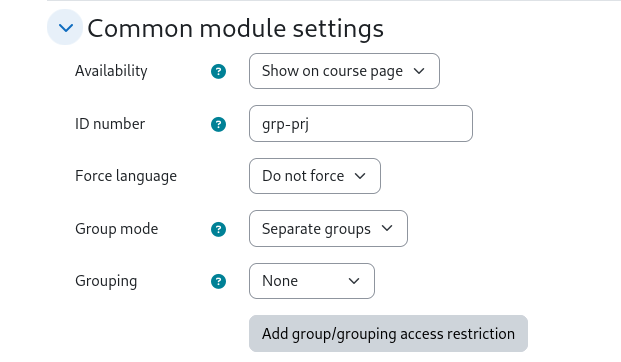 Common module settings
Availability ? Show on course page
ID number ? grp-prj
Force language Do not force
Group mode ? Separate groups
Grouping ? None
Add group/grouping access restriction